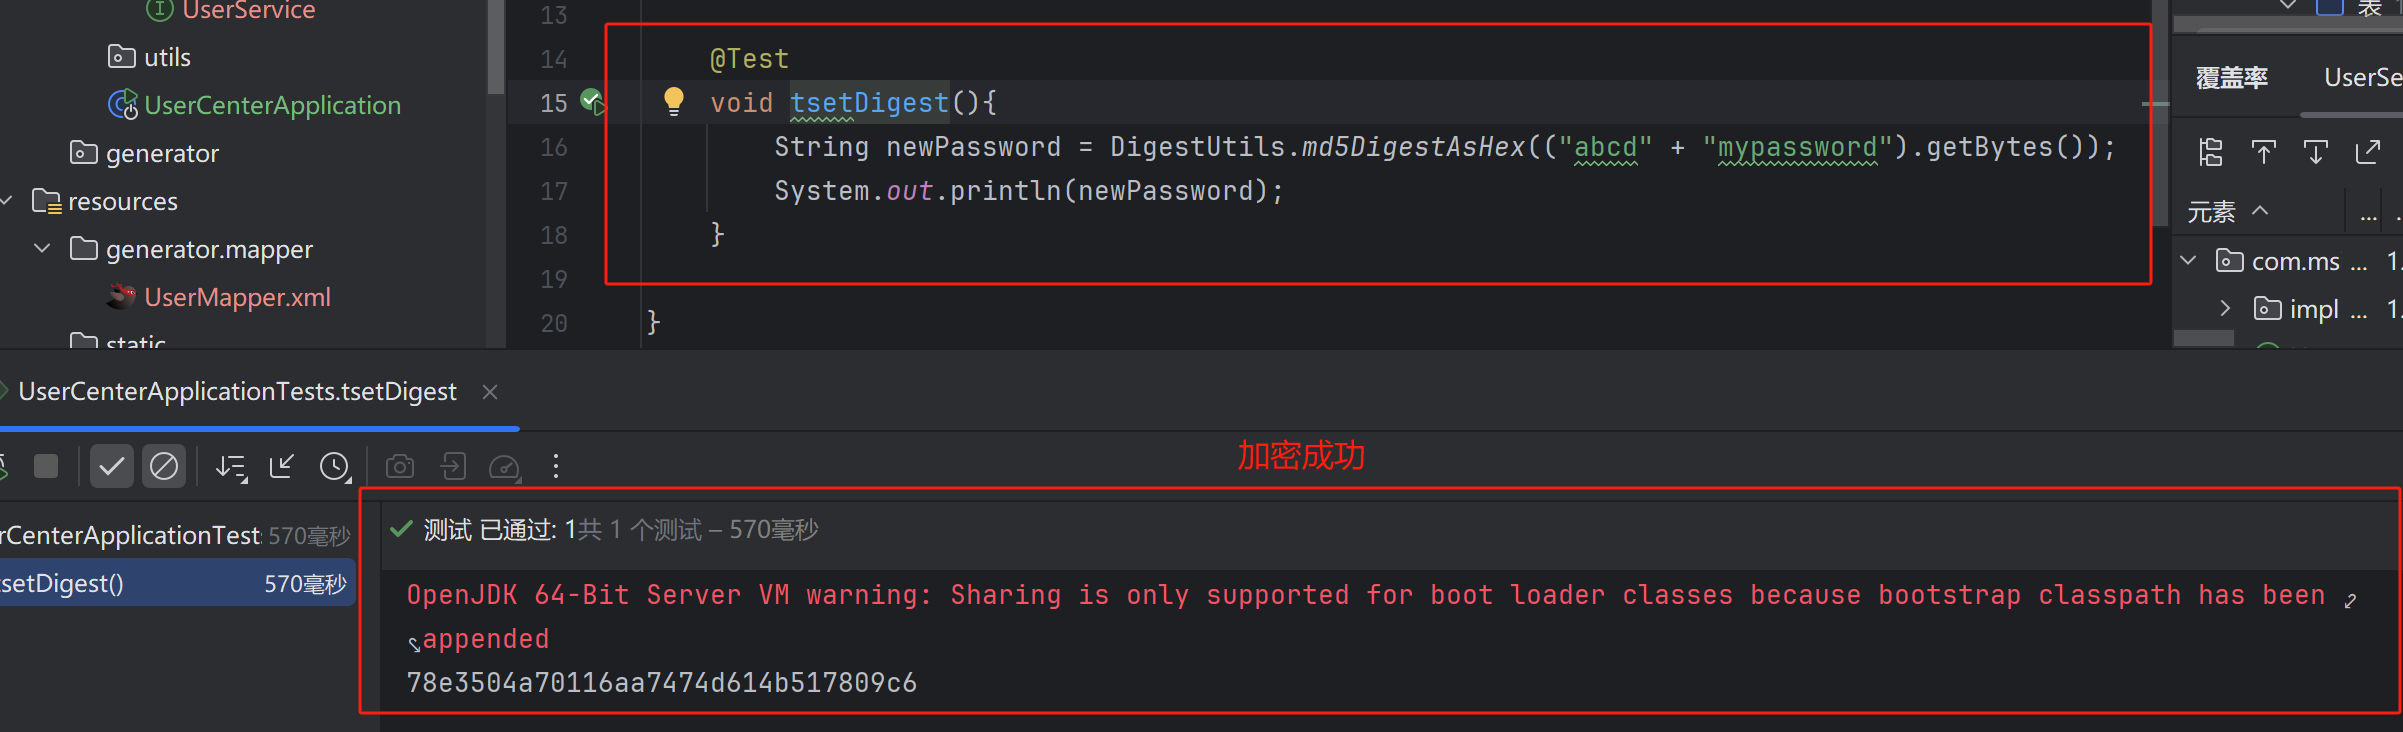 UserService
utils
UserCenterApplication
generator
resources
generator.mapper
UserMapper.xml
static
13
14 @Test
15 void tsetDigest(){
16 String newPassword = DigestUtils.md5DigestAsHex(("abcd" + "mypassword").getBytes());
17 System.out.println(newPassword);
18 }
19
20 }
表
覆盖率 UserSe
元素 ... .
com.ms ... 1.
impl ... 1.
UserCenterApplicationTests.tsetDigest
加密成功
rCenterApplicationTest: 570毫秒
setDigest() 570毫秒
测试 已通过: 1共 1 个测试 – 570毫秒
OpenJDK 64-Bit Server VM warning: Sharing is only supported for boot loader classes because bootstrap classpath has been
appended
78e3504a70116aa7474d614b517809c6